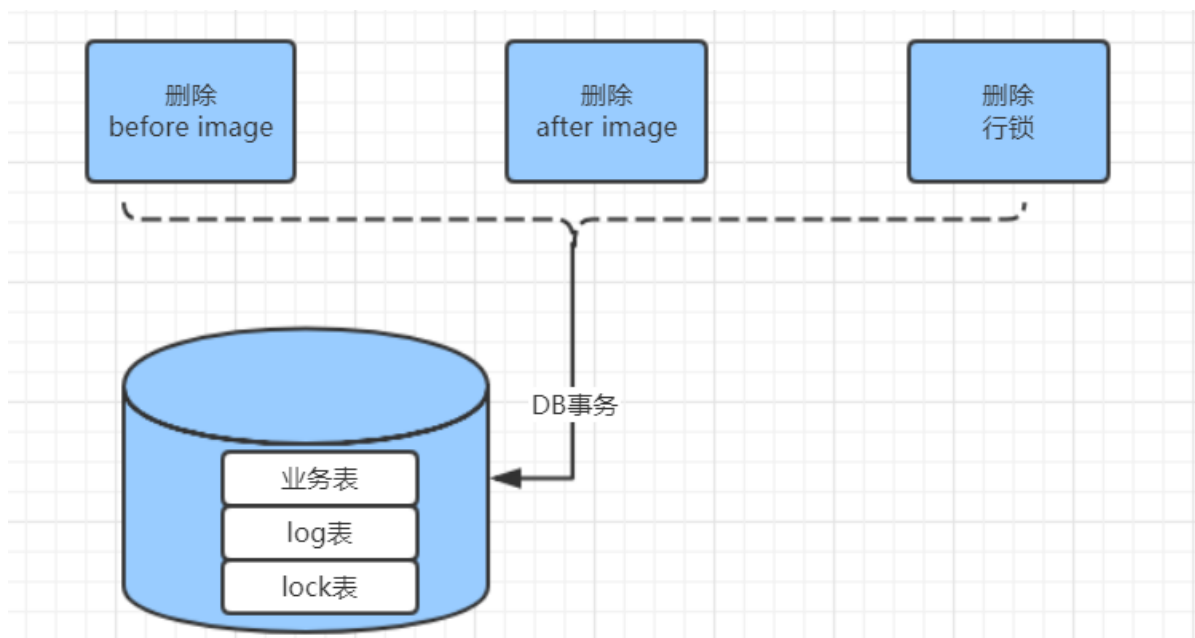 删除
before image
删除
after image
删除
行锁
DB事务
业务表
log表
lock表